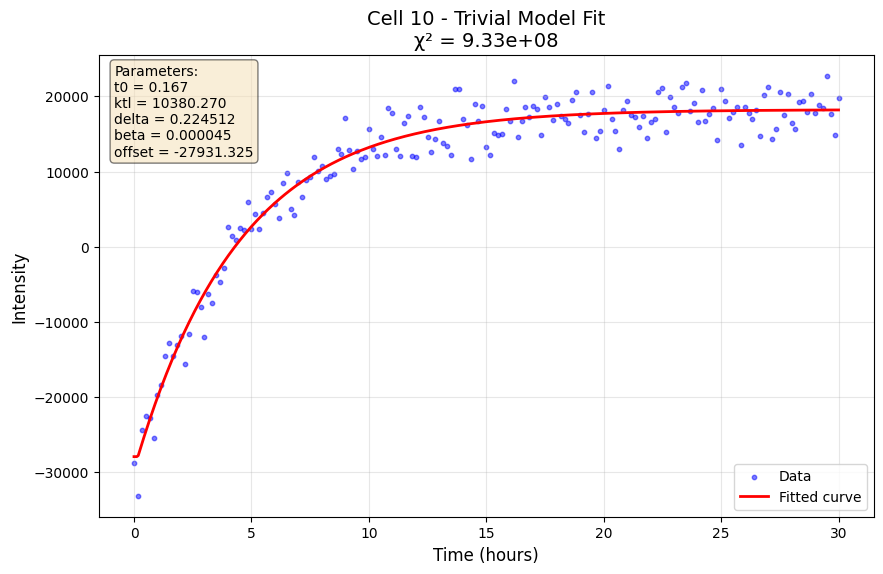 Cell 10 - Trivial Model Fit
χ² = 9.33e+08
Parameters:
t0 = 0.167
ktl = 10380.270
delta = 0.224512
beta = 0.000045
offset = -27931.325
20000
10000
0
−10000
−20000
−30000
Intensity
0
5
10
15
20
25
30
Time (hours)
Data
Fitted curve